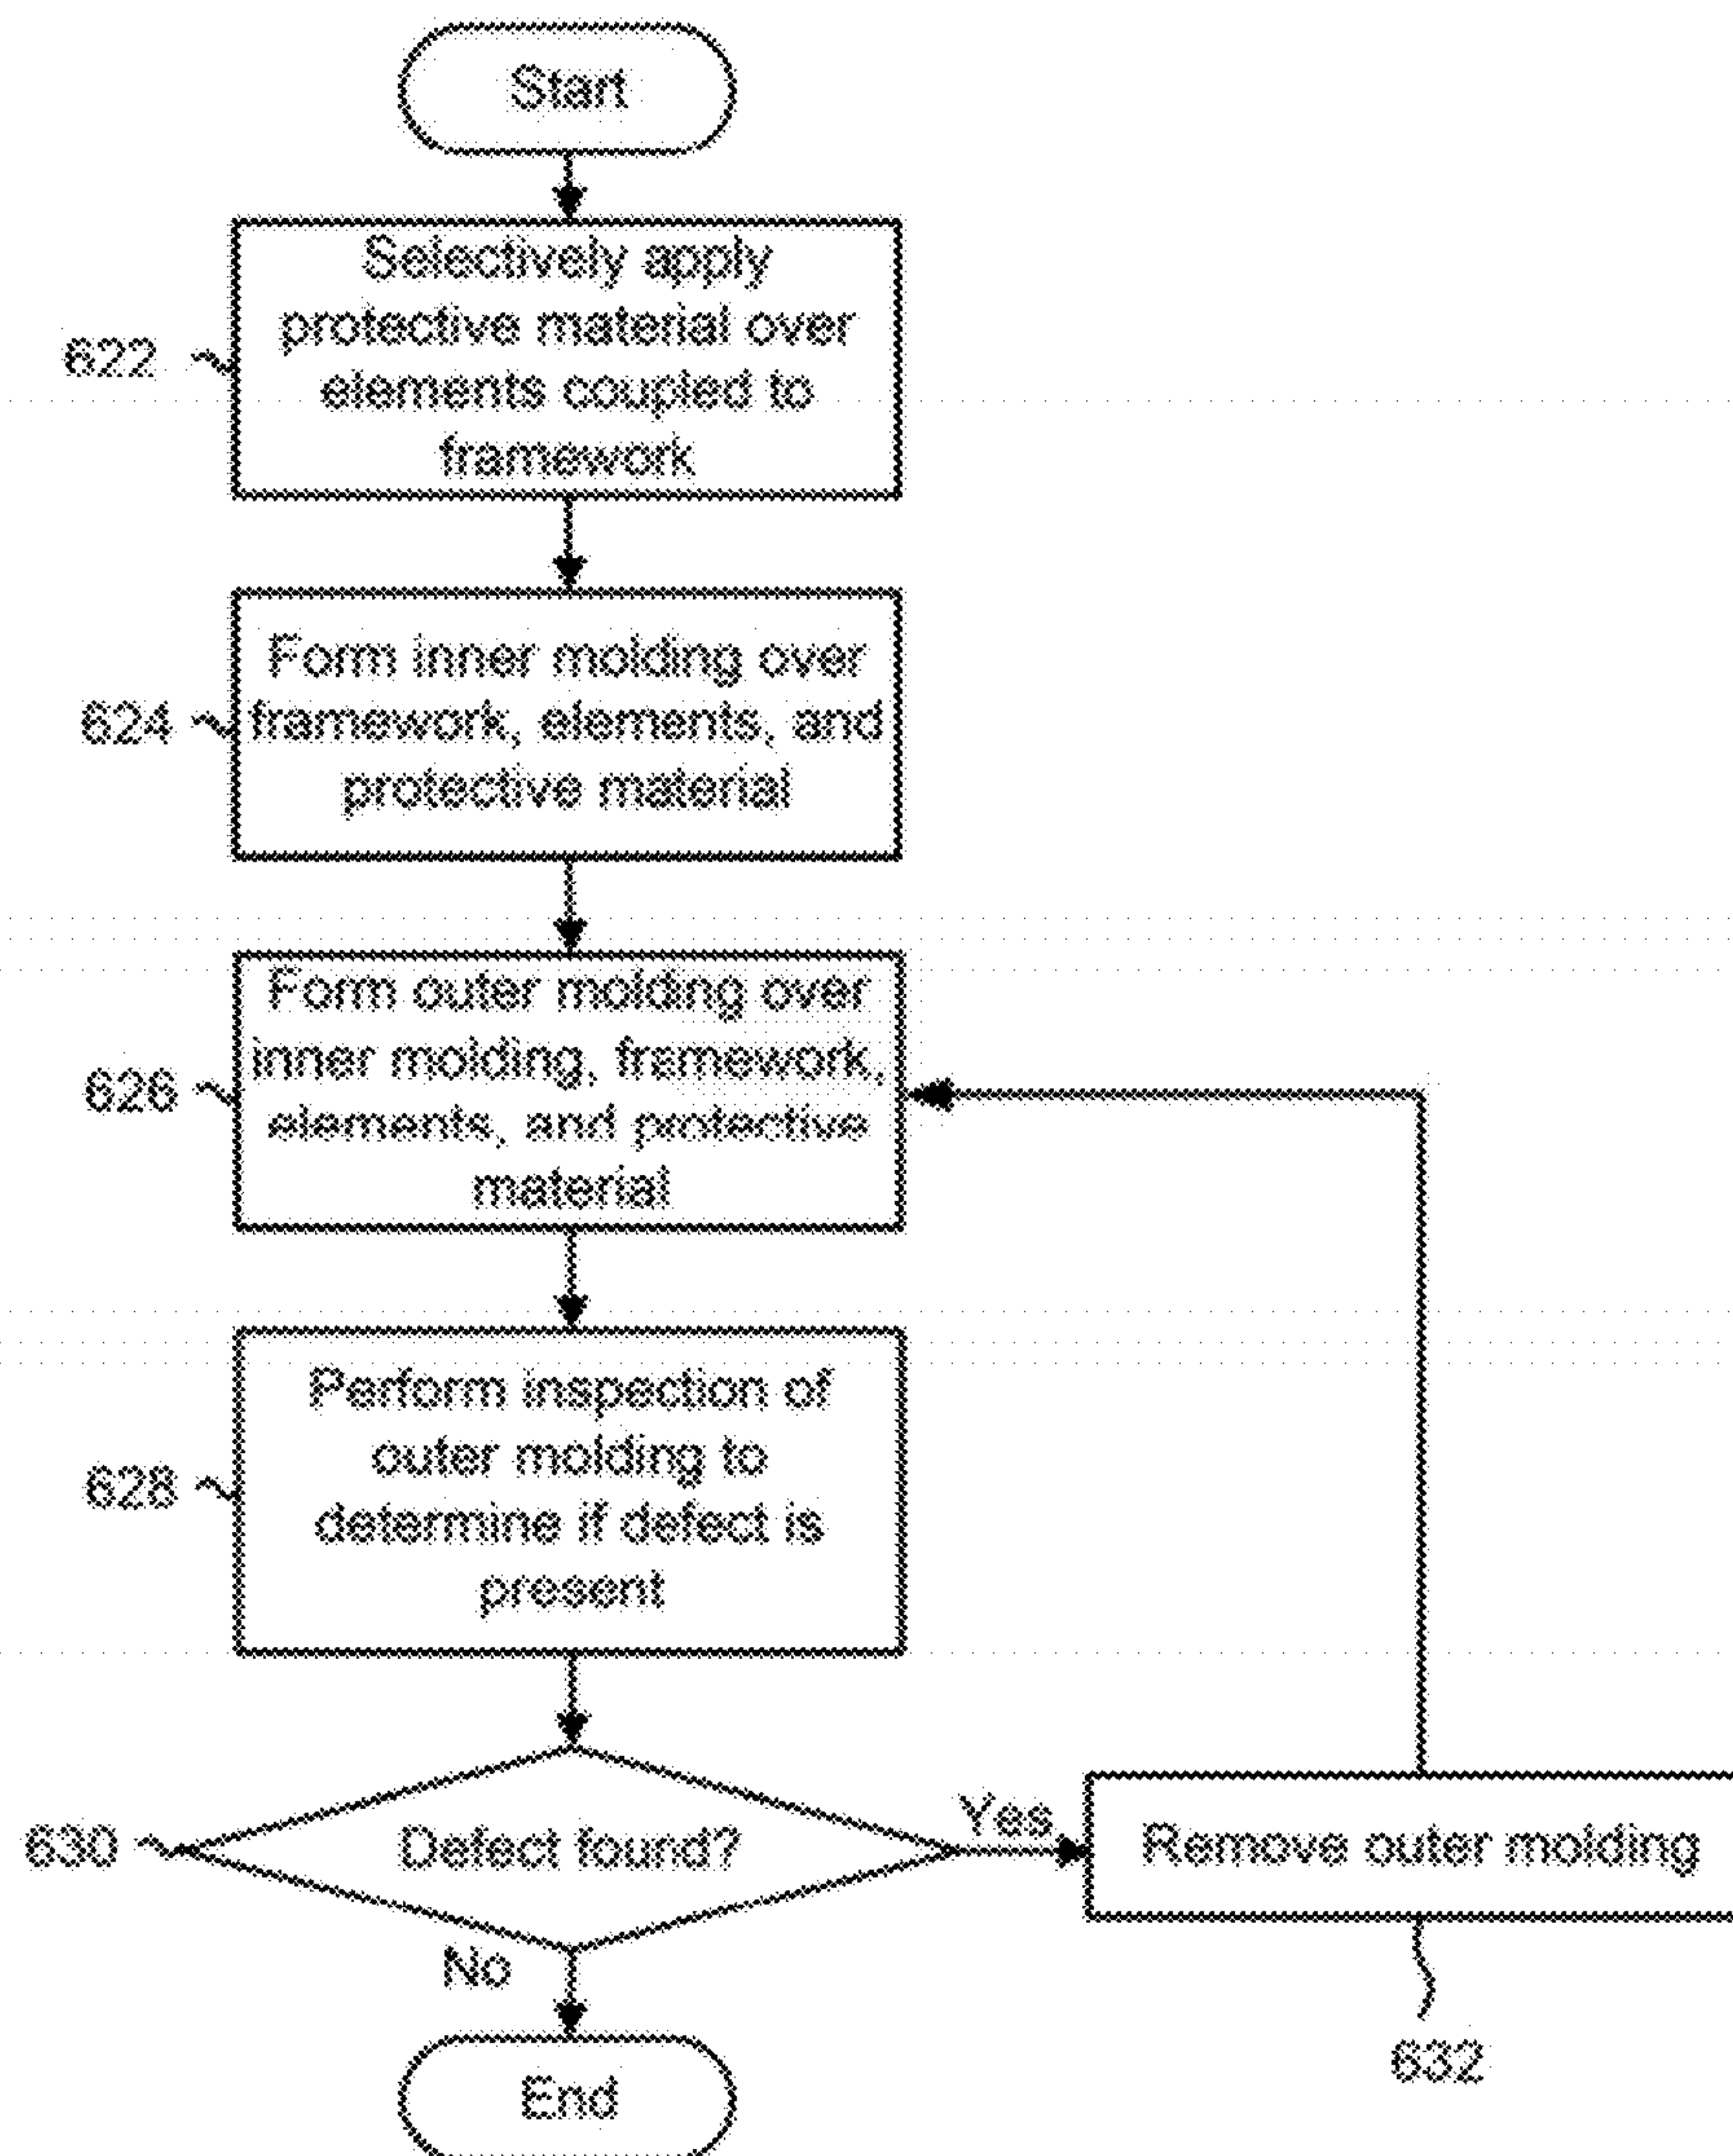 Start
Selectively apply
protective material over
elements coupled to
framework
622
Form inner molding over
framework, elements, and
protective material
624
Form outer molding over
inner molding, framework,
elements, and protective
material
626
Perform inspection of
outer molding to
determine if defect is
present
628
Defect found?
630
Yes
Remove outer molding
632
No
End